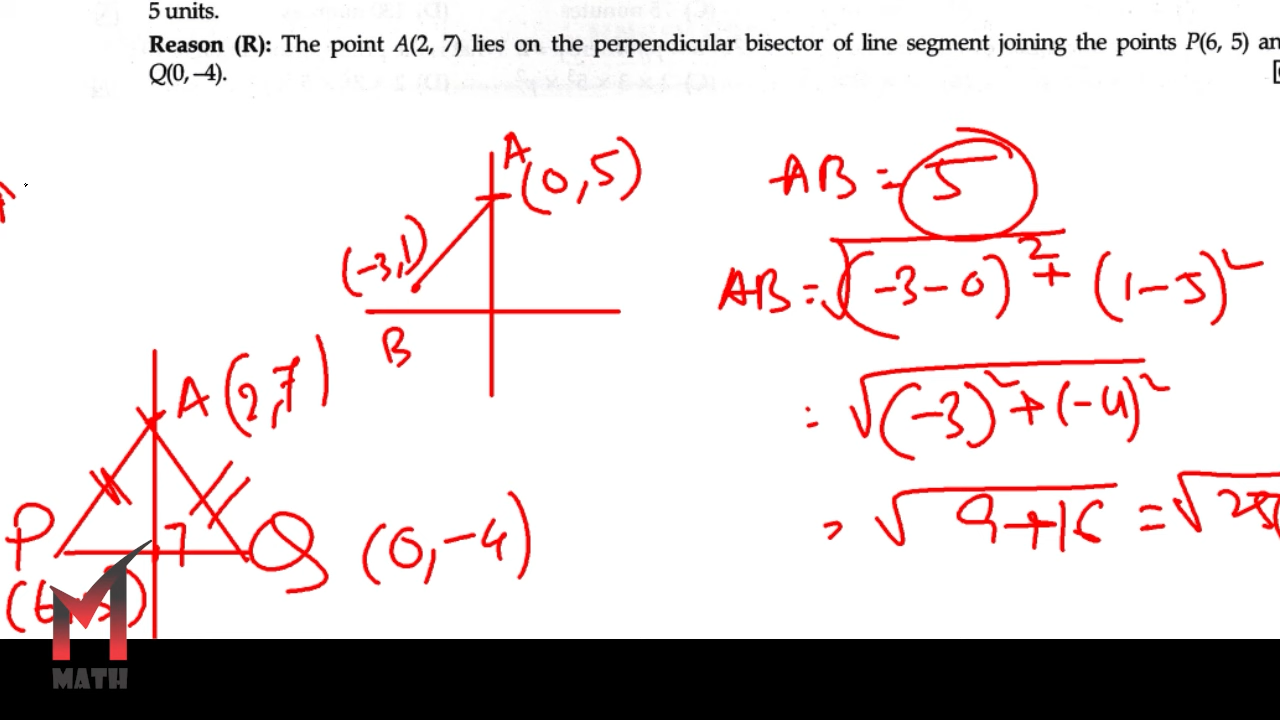 5 units.
Reason (R): The point A(2, 7) lies on the perpendicular bisector of line segment joining the points P(6, 5) an
Q(0, –4).
A
(0, 5)
(-3,1)
B
A (2,7)
P
Q (0,-4)
AB = 5
AB = √(-3-0)² + (1-5)²
= √(-3)² + (-4)²
= √9+16 = √25
7
M
MATH